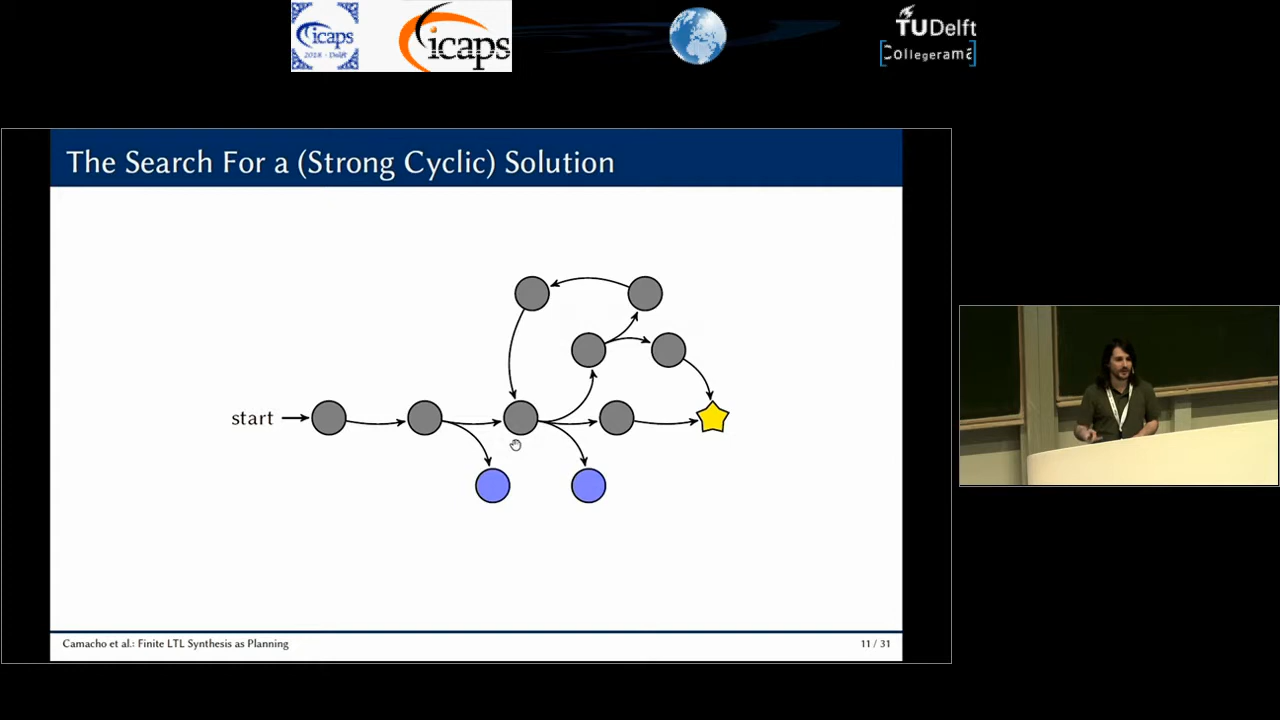 icaps
2018 - Delft
icaps
TUDelft
Collegerama
The Search For a (Strong Cyclic) Solution
start
Camacho et al.: Finite LTL Synthesis as Planning
11 / 31